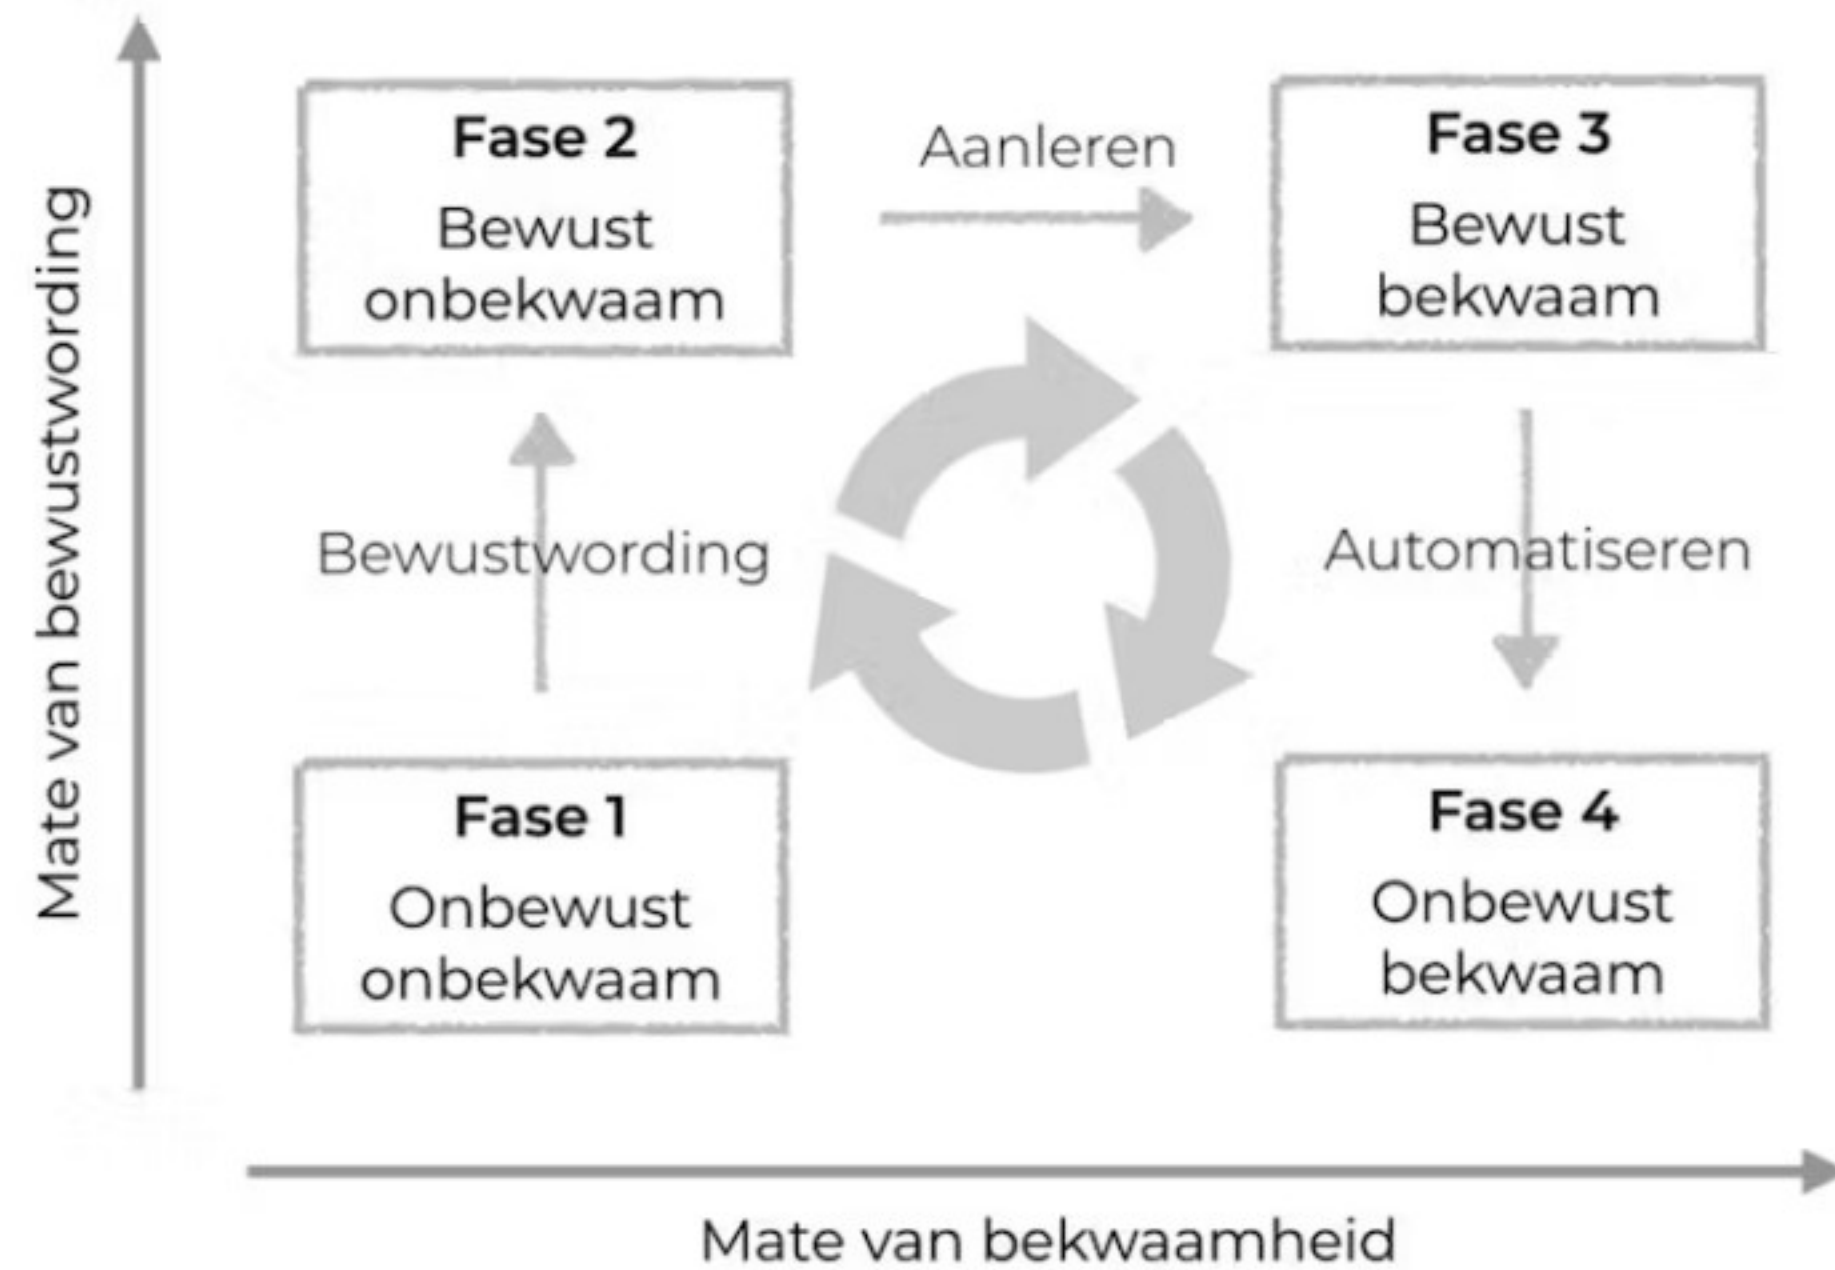 Mate van bewustwording
Fase 2
Bewust
onbekwaam
Aanleren
Fase 3
Bewust
bekwaam
Bewustwording
Automatiseren
Fase 1
Onbewust
onbekwaam
Fase 4
Onbewust
bekwaam
Mate van bekwaamheid